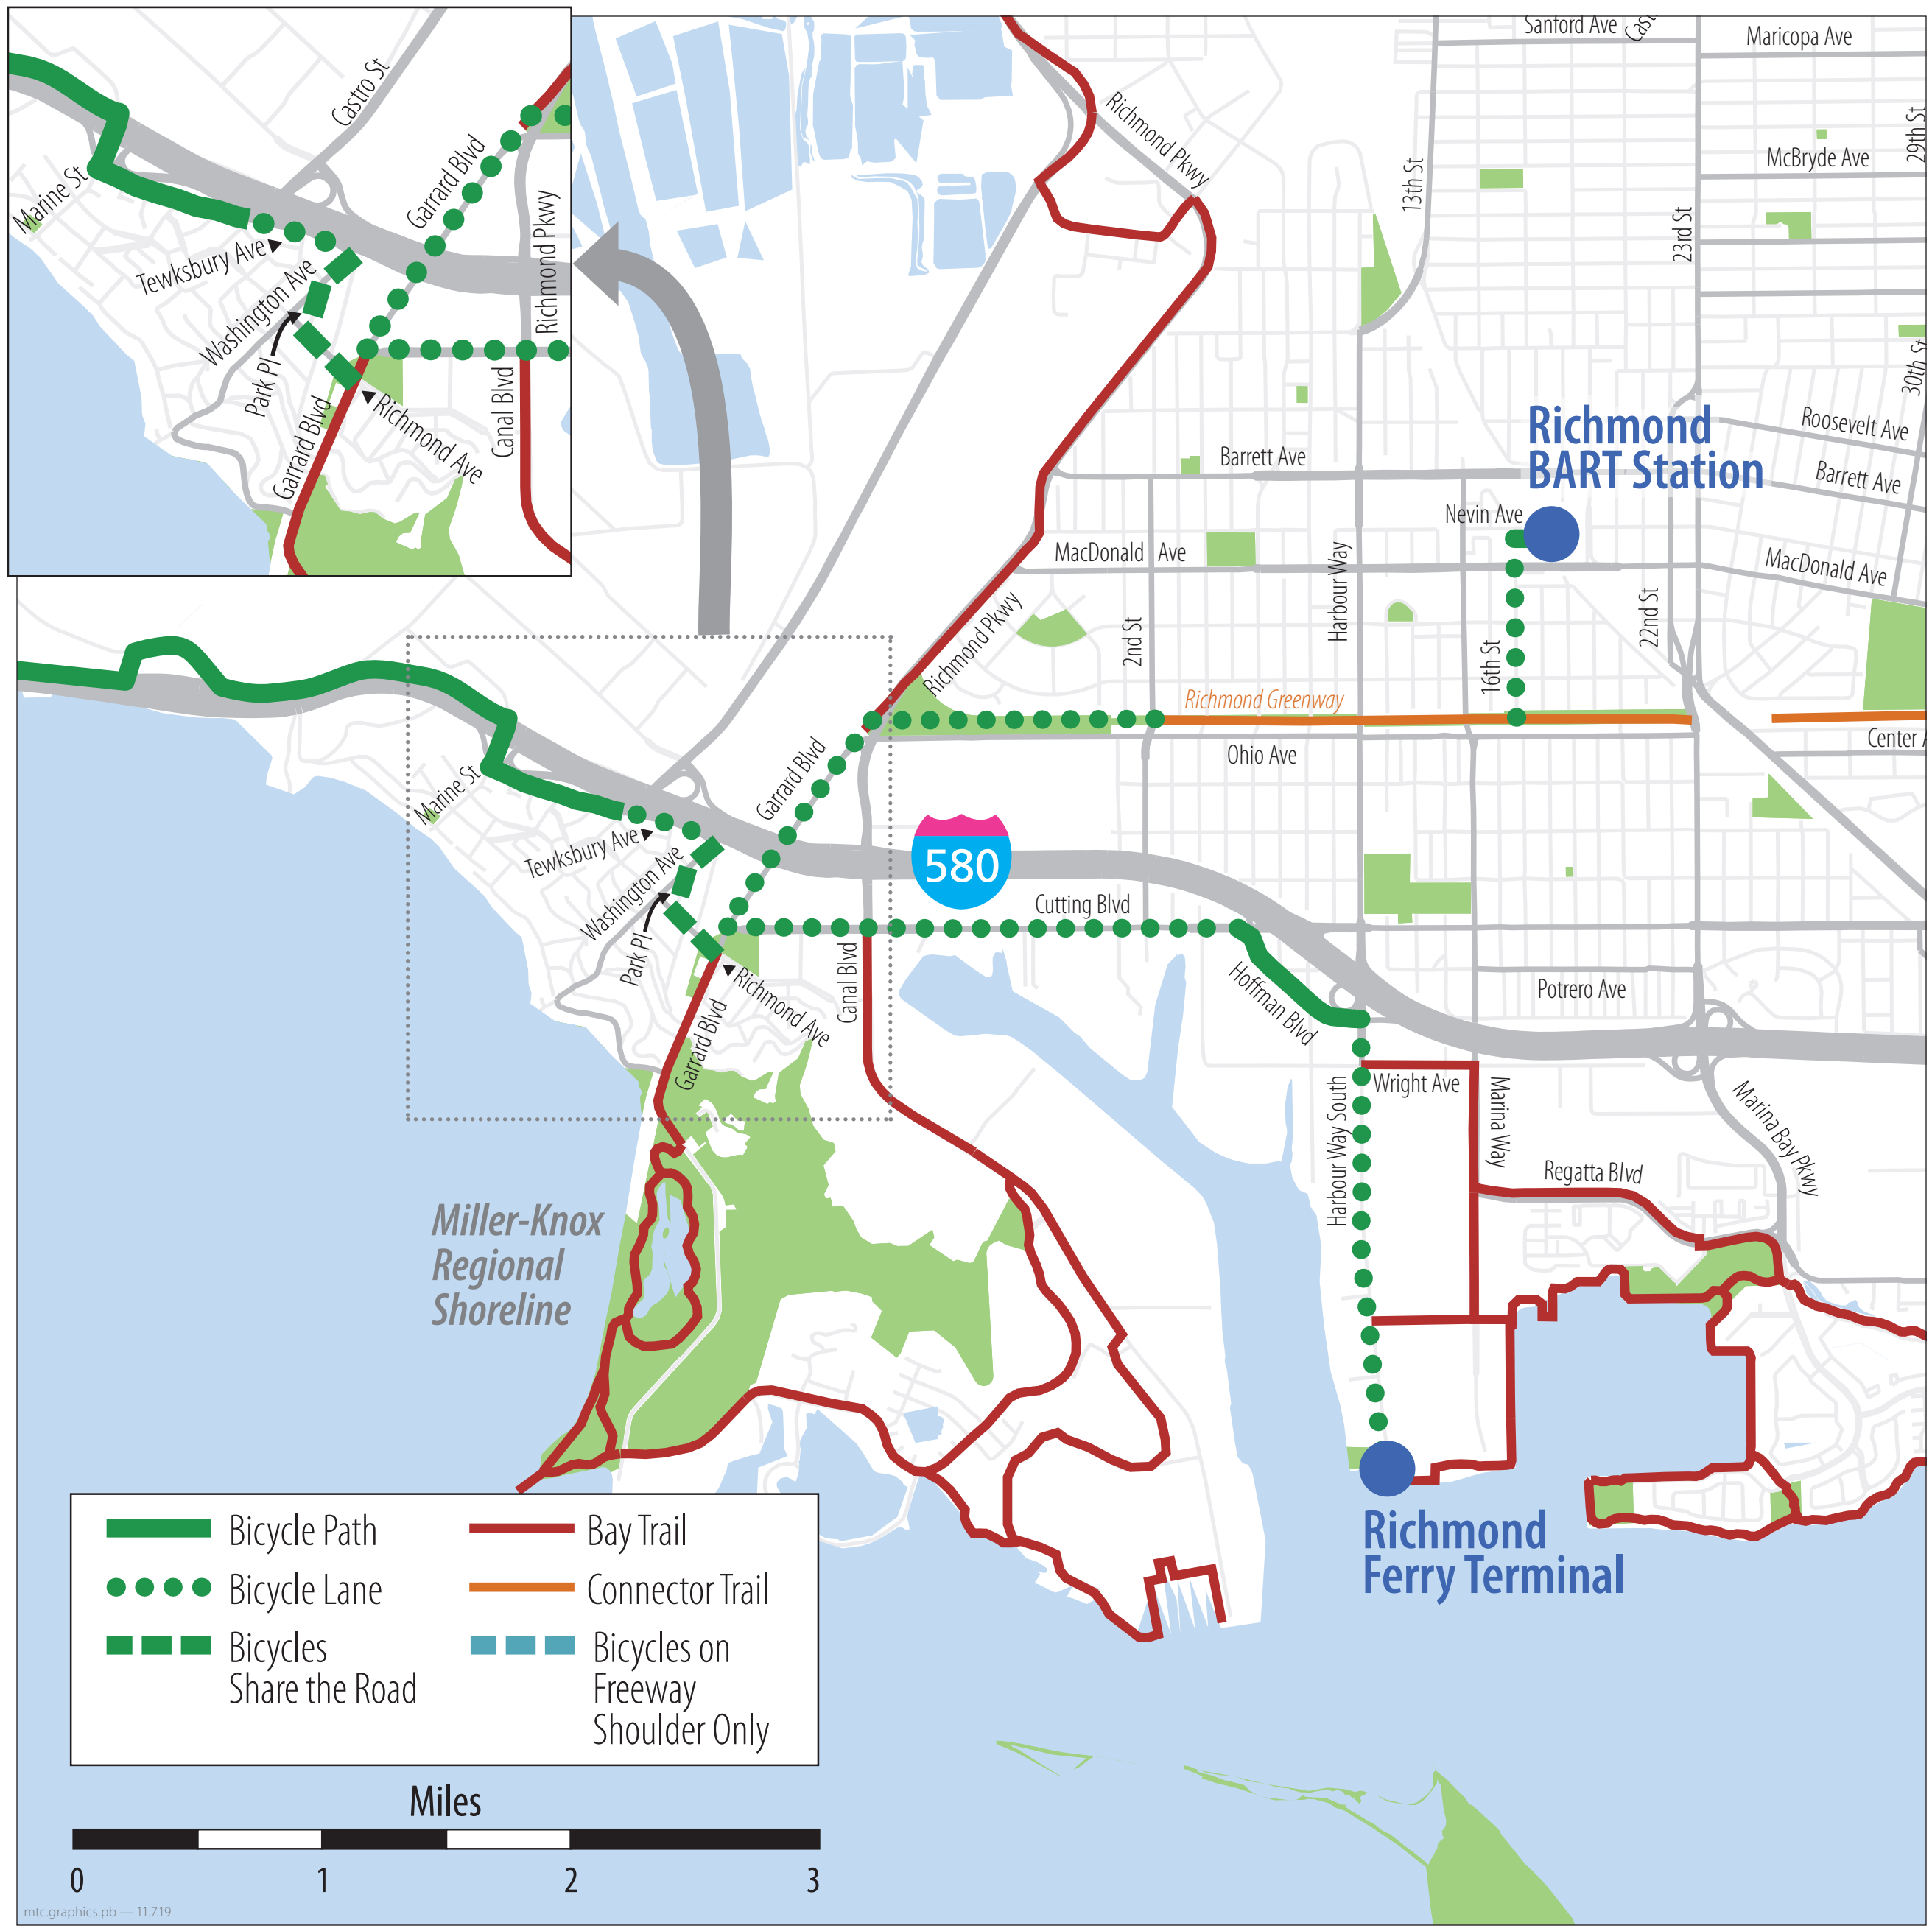 Castro St
Garrard Blvd
Richmond Pkwy
Marine St
Tewksbury Ave
Washington Ave
Park Pl
Garrard Blvd
Richmond Ave
Canal Blvd
Sanford Ave
Cast
Maricopa Ave
29th St
McBryde Ave
Richmond Pkwy
13th St
23rd St
30th St
Roosevelt Ave
Richmond
BART Station
Barrett Ave
Barrett Ave
Nevin Ave
MacDonald Ave
MacDonald Ave
Harbour Way
2nd St
16th St
22nd St
Richmond Pkwy
Richmond Greenway
Ohio Ave
Center A
Garrard Blvd
Marine St
Tewksbury Ave
Washington Ave
Park Pl
Richmond Ave
Garrard Blvd
Canal Blvd
580
Cutting Blvd
Hoffman Blvd
Potrero Ave
Wright Ave
Marina Way
Harbour Way South
Marina Bay Pkwy
Regatta Blvd
Miller-Knox
Regional
Shoreline
Richmond
Ferry Terminal
Bicycle Path
Bicycle Lane
Bicycles
Share the Road
Bay Trail
Connector Trail
Bicycles on
Freeway
Shoulder Only
Miles
0 1 2 3
mtc.graphics.pb — 11.7.19